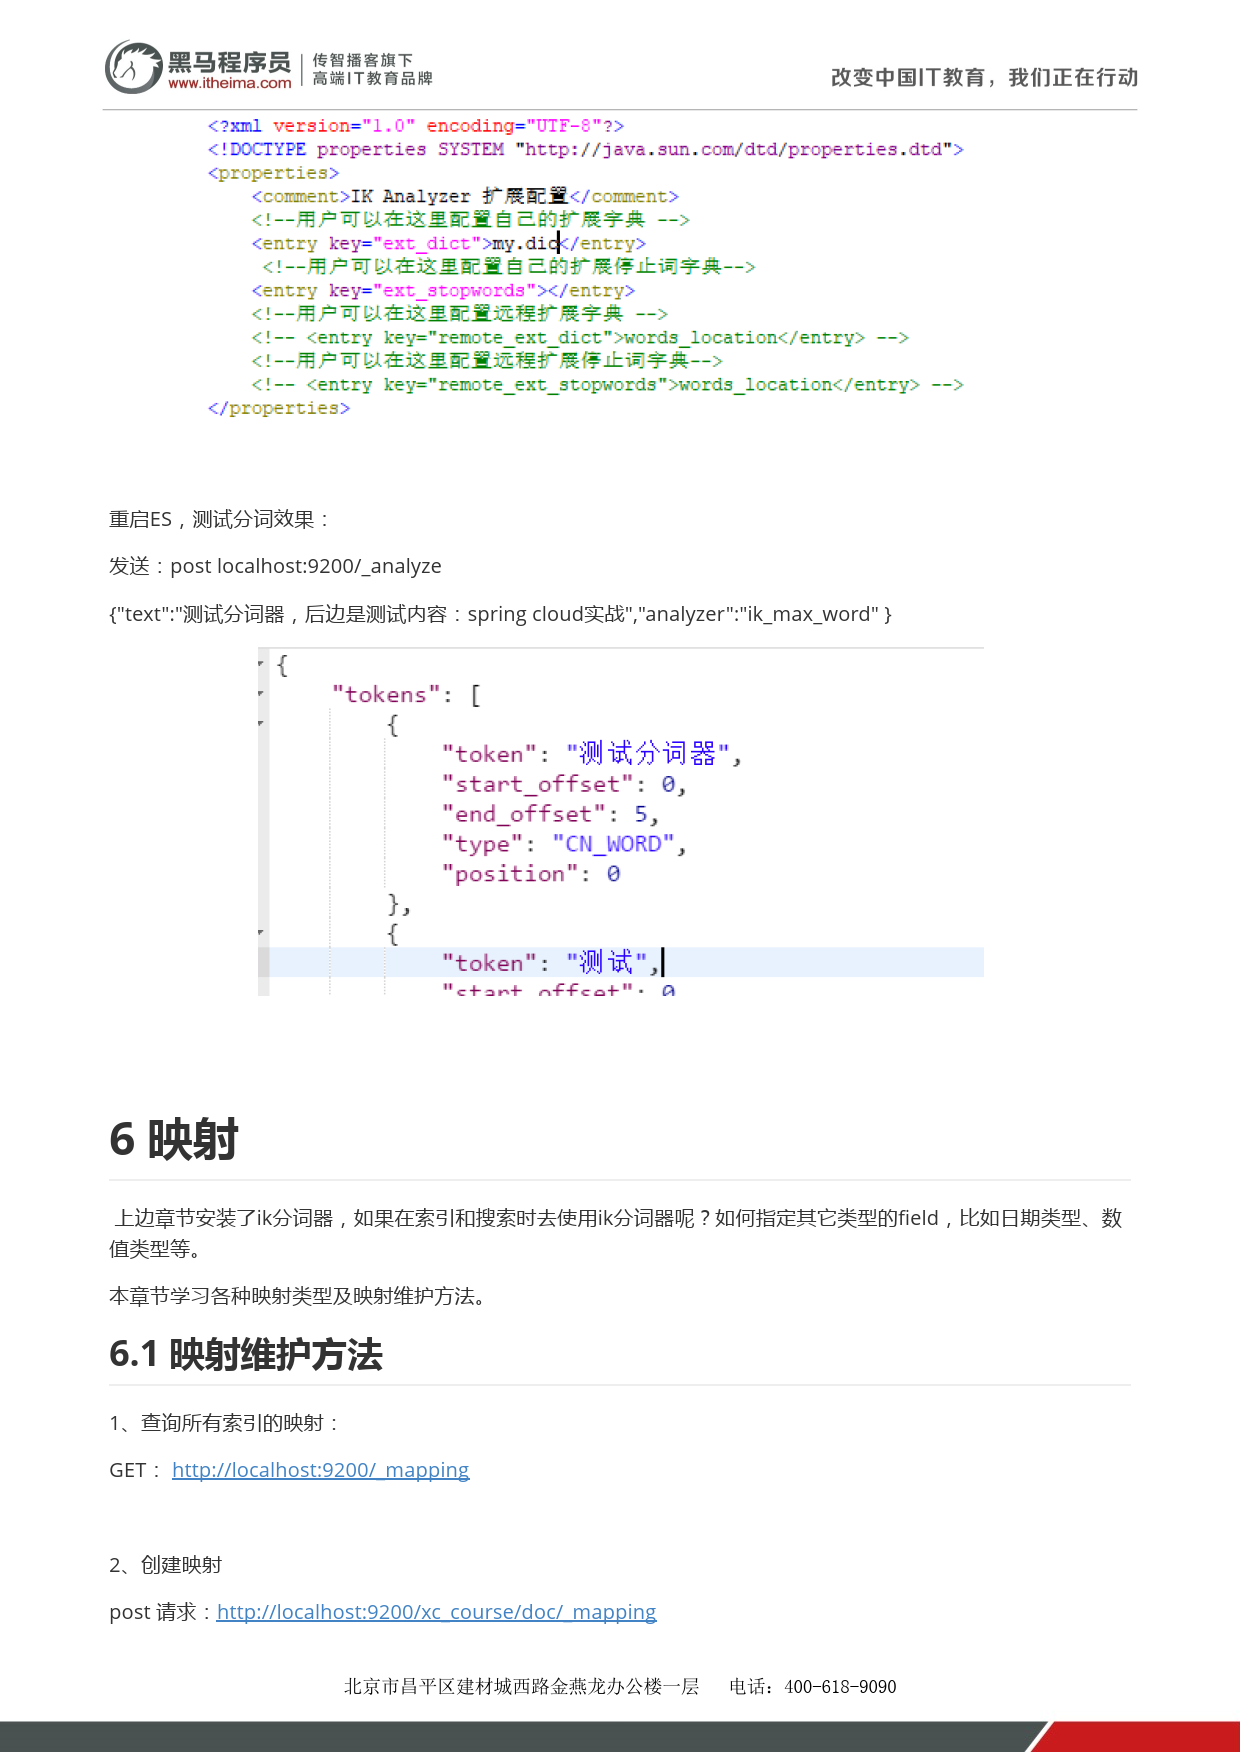 黑马程序员
www.itheima.com
传智播客旗下
高端IT教育品牌
改变中国IT教育，我们正在行动
<?xml version="1.0" encoding="UTF-8"?>
<!DOCTYPE properties SYSTEM "http://java.sun.com/dtd/properties.dtd">
<properties>
<comment>IK Analyzer 扩展配置</comment>
<!--用户可以在这里配置自己的扩展字典 -->
<entry key="ext_dict">my.dic</entry>
<!--用户可以在这里配置自己的扩展停止词字典-->
<entry key="ext_stopwords"></entry>
<!--用户可以在这里配置远程扩展字典 -->
<!-- <entry key="remote_ext_dict">words_location</entry> -->
<!--用户可以在这里配置远程扩展停止词字典-->
<!-- <entry key="remote_ext_stopwords">words_location</entry> -->
</properties>
重启ES，测试分词效果：
发送：post localhost:9200/_analyze
{"text":"测试分词器，后边是测试内容：spring cloud实战","analyzer":"ik_max_word" }
{
"tokens": [
{
"token": "测试分词器",
"start_offset": 0,
"end_offset": 5,
"type": "CN_WORD",
"position": 0
},
{
"token": "测试",
"start_offset": 0
6 映射
上边章节安装了ik分词器，如果在索引和搜索时去使用ik分词器呢？如何指定其它类型的field，比如日期类型、数
值类型等。
本章节学习各种映射类型及映射维护方法。
6.1 映射维护方法
1、查询所有索引的映射：
GET： http://localhost:9200/_mapping
2、创建映射
post 请求：http://localhost:9200/xc_course/doc/_mapping
北京市昌平区建材城西路金燕龙办公楼一层 电话：400-618-9090